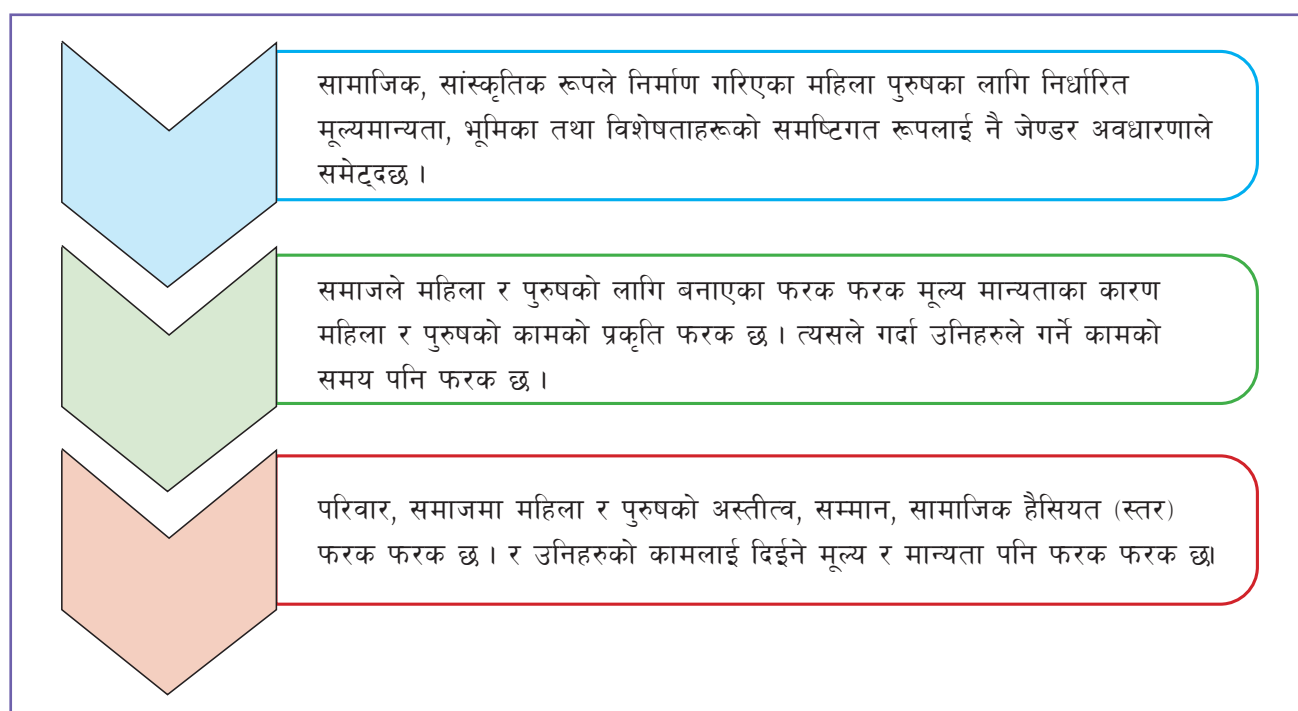 सामाजिक, सांस्कृतिक रूपले निर्माण गरिएका महिला पुरुषका लागि निर्धारित
मूल्यमान्यता, भूमिका तथा विशेषताहरूको समष्टिगत रूपलाई नै जेण्डर अवधारणाले
समेट्दछ ।
समाजले महिला र पुरुषको लागि बनाएका फरक फरक मूल्य मान्यताका कारण
महिला र पुरुषको कामको प्रकृति फरक छ । त्यसले गर्दा उनिहरुले गर्ने कामको
समय पनि फरक छ ।
परिवार, समाजमा महिला र पुरुषको अस्तीत्व, सम्मान, सामाजिक हैसियत (स्तर)
फरक फरक छ । र उनिहरुको कामलाई दिईने मूल्य र मान्यता पनि फरक फरक छ।